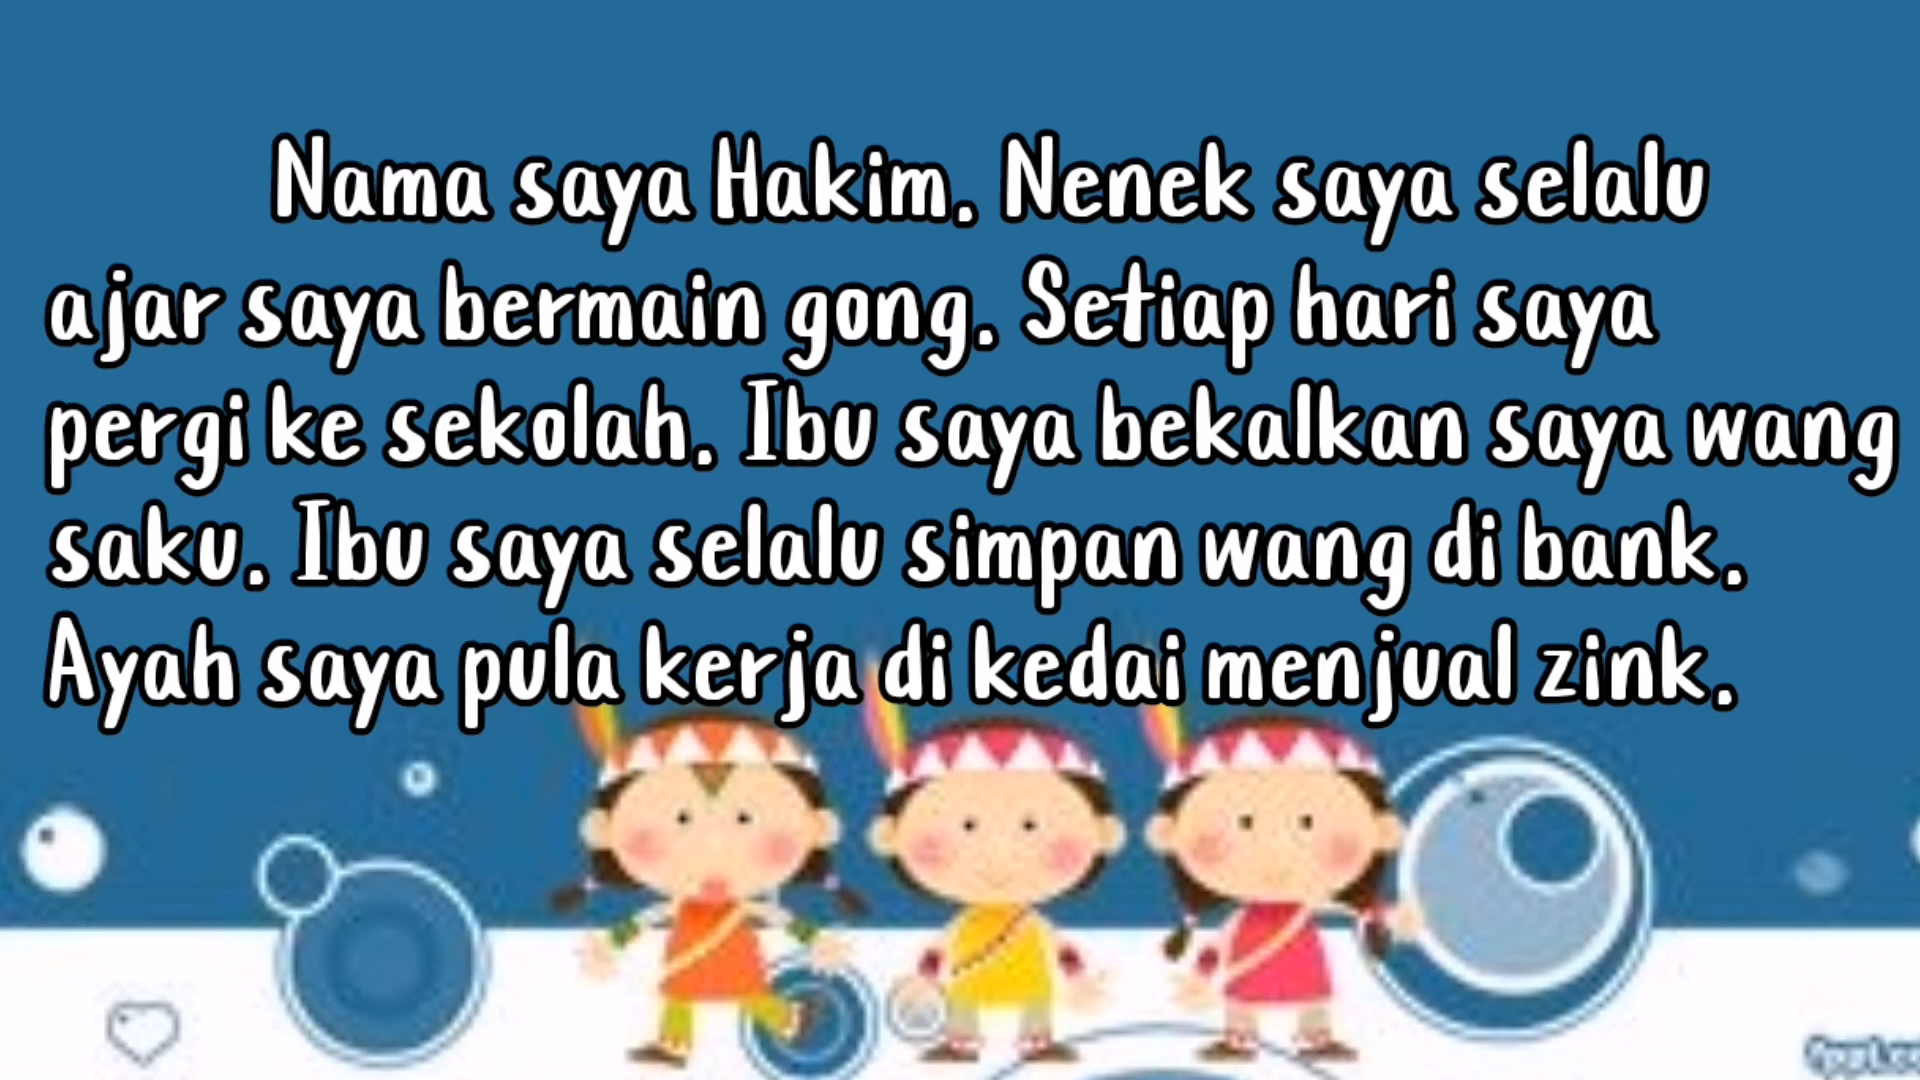 Nama saya Hakim. Nenek saya selalu
ajar saya bermain gong. Setiap hari saya
pergi ke sekolah. Ibu saya bekalkan saya wang
saku. Ibu saya selalu simpan wang di bank.
Ayah saya pula kerja di kedai menjual zink.